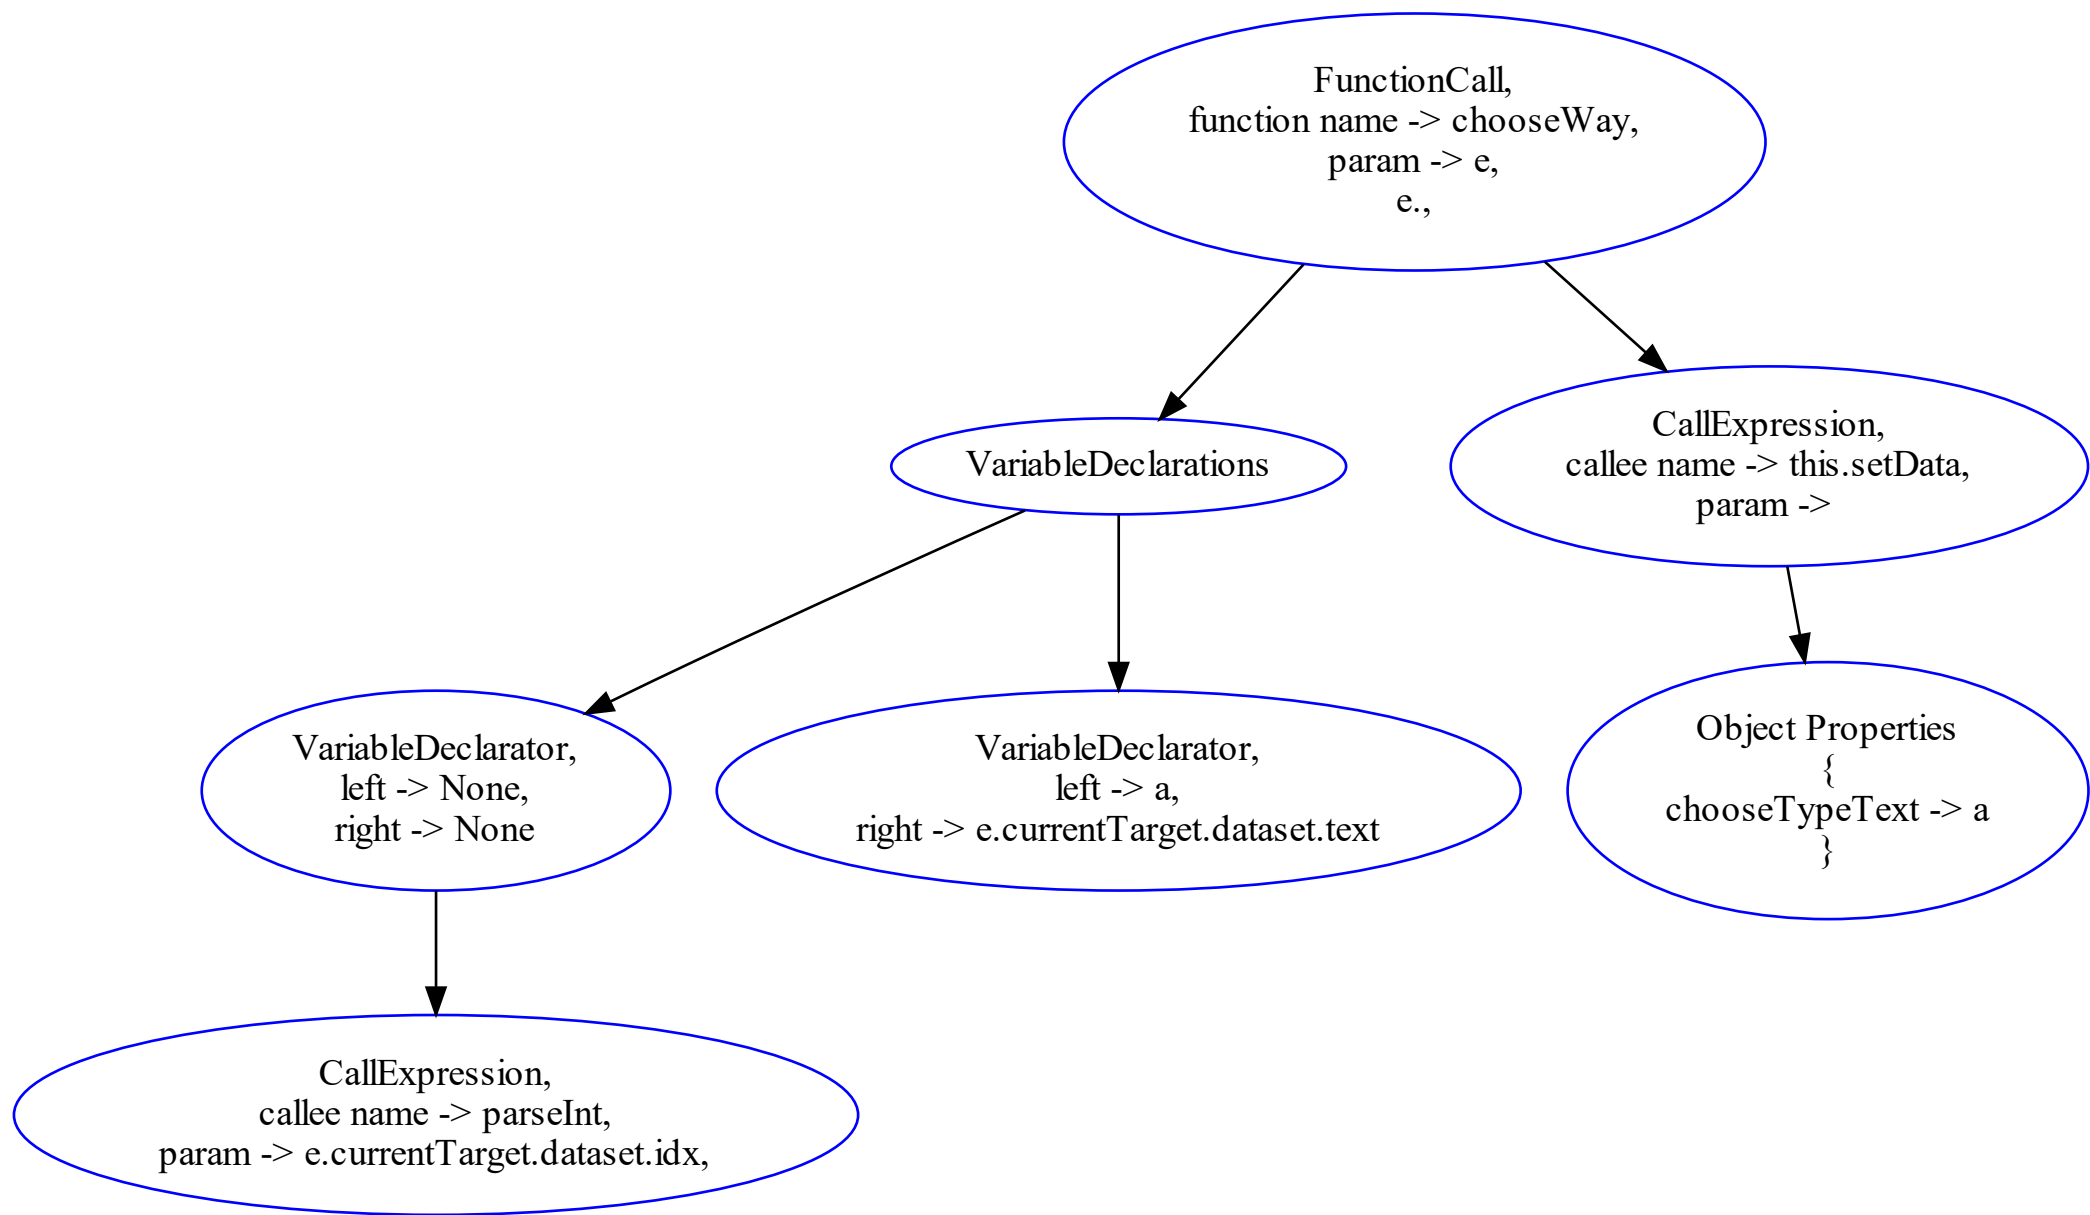 FunctionCall,
function name -> chooseWay,
param -> e,
e.,
VariableDeclarations
CallExpression,
callee name -> this.setData,
param ->
VariableDeclarator,
left -> None,
right -> None
VariableDeclarator,
left -> a,
right -> e.currentTarget.dataset.text
Object Properties
{
chooseTypeText -> a
}
CallExpression,
callee name -> parseInt,
param -> e.currentTarget.dataset.idx,